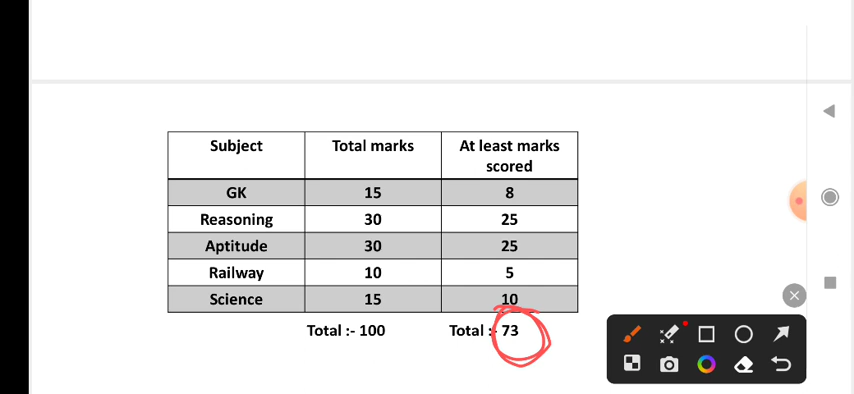 Subject Total marks At least marks scored
GK 15 8
Reasoning 30 25
Aptitude 30 25
Railway 10 5
Science 15 10
Total :- 100 Total :- 73